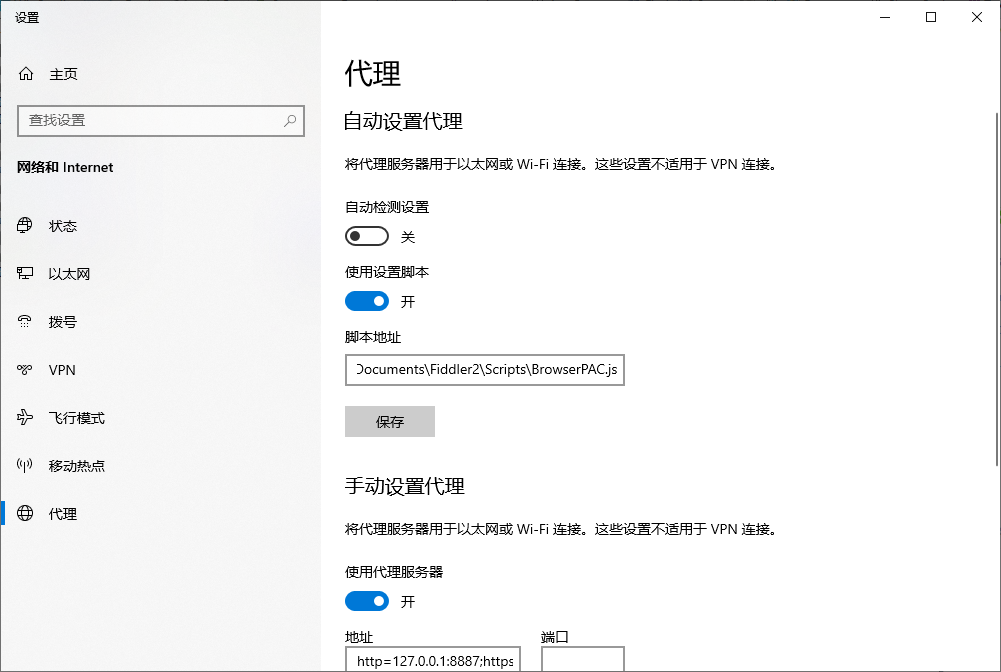 设置
主页
查找设置
网络和 Internet
状态
以太网
拨号
VPN
飞行模式
移动热点
代理
代理
自动设置代理
将代理服务器用于以太网或 Wi-Fi 连接。这些设置不适用于 VPN 连接。
自动检测设置
关
使用设置脚本
开
脚本地址
Documents\Fiddler2\Scripts\BrowserPAC.js
保存
手动设置代理
将代理服务器用于以太网或 Wi-Fi 连接。这些设置不适用于 VPN 连接。
使用代理服务器
开
地址 端口
http=127.0.0.1:8887;https